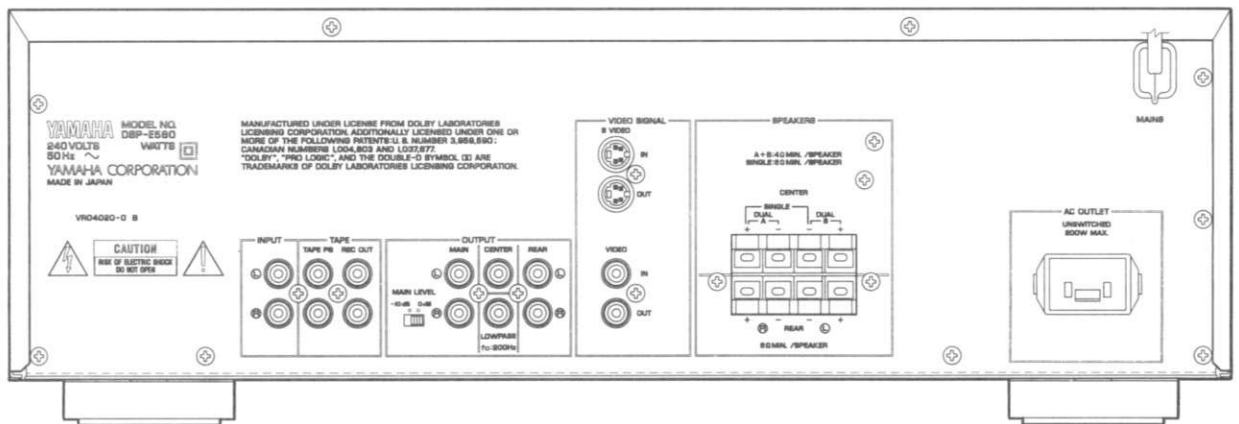 YAMAHA MODEL NO. DSP-E580
240 VOLTS WATTS
50Hz ~
YAMAHA CORPORATION
MADE IN JAPAN
VR04020-0 B
CAUTION
RISK OF ELECTRIC SHOCK
DO NOT OPEN
MANUFACTURED UNDER LICENSE FROM DOLBY LABORATORIES
LICENSING CORPORATION. ADDITIONALLY LICENSED UNDER ONE OR
MORE OF THE FOLLOWING PATENTS: U. S. NUMBER 3,959,590;
CANADIAN NUMBERS 1,004,603 AND 1,037,877.
"DOLBY", "PRO LOGIC", AND THE DOUBLE-D SYMBOL ARE
TRADEMARKS OF DOLBY LABORATORIES LICENSING CORPORATION.
INPUT
L
R
TAPE
TAPE PB REC OUT
OUTPUT
MAIN CENTER REAR
L L
MAIN LEVEL
-10dB 0dB
R R
LOWPASS
fc:200Hz
VIDEO SIGNAL
S VIDEO
IN
OUT
VIDEO
IN
OUT
SPEAKERS
A + B:4Ω MIN. /SPEAKER
SINGLE:8Ω MIN. /SPEAKER
CENTER
SINGLE
DUAL A DUAL B
+ - - +
+ - - +
R REAR L
8Ω MIN. /SPEAKER
MAINS
AC OUTLET
UNSWITCHED
200W MAX.